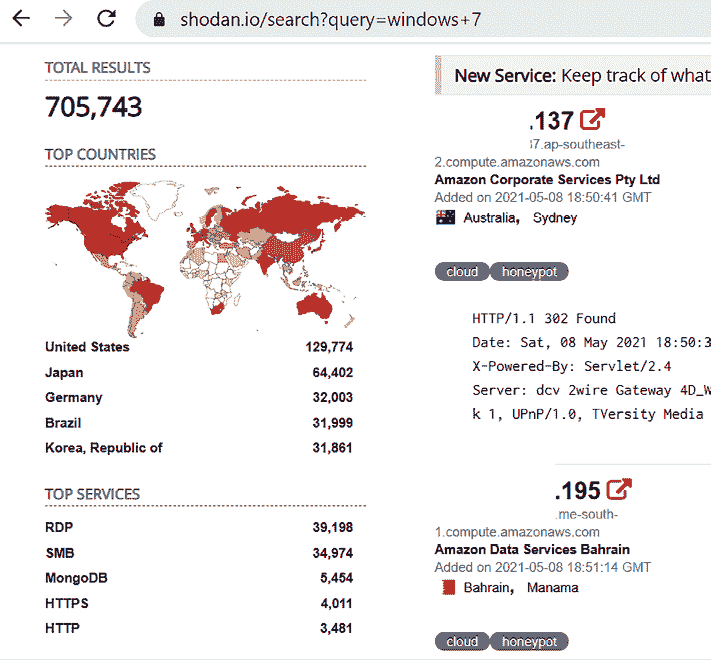 shodan.io/search?query=windows+7
TOTAL RESULTS
705,743
TOP COUNTRIES
United States 129,774
Japan 64,402
Germany 32,003
Brazil 31,999
Korea, Republic of 31,861
TOP SERVICES
RDP 39,198
SMB 34,974
MongoDB 5,454
HTTPS 4,011
HTTP 3,481
New Service: Keep track of what
.137
37.ap-southeast-
2.compute.amazonaws.com
Amazon Corporate Services Pty Ltd
Added on 2021-05-08 18:50:41 GMT
Australia, Sydney
cloud honeypot
HTTP/1.1 302 Found
Date: Sat, 08 May 2021 18:50:3
X-Powered-By: Servlet/2.4
Server: dcv 2wire Gateway 4D_W
k 1, UPnP/1.0, TVersity Media
.195
.me-south-
1.compute.amazonaws.com
Amazon Data Services Bahrain
Added on 2021-05-08 18:51:14 GMT
Bahrain, Manama
cloud honeypot